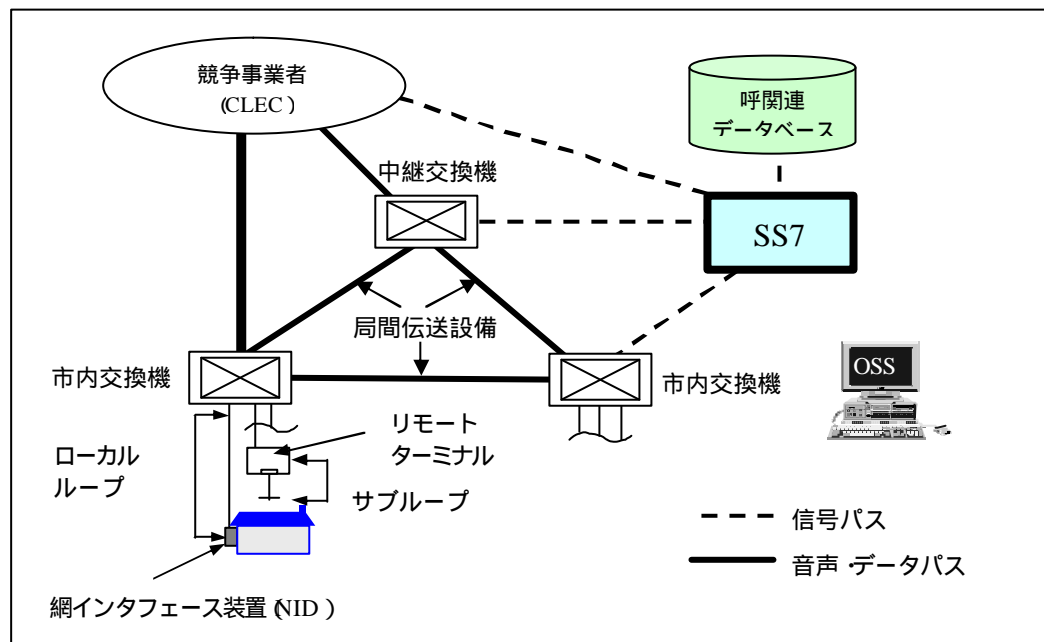 競争事業者
(CLEC)
呼関連
データベース
中継交換機
SS7
局間伝送設備
市内交換機
市内交換機
OSS
リモート
ターミナル
ローカル
ループ
サブループ
信号パス
音声・データパス
網インタフェース装置(NID)